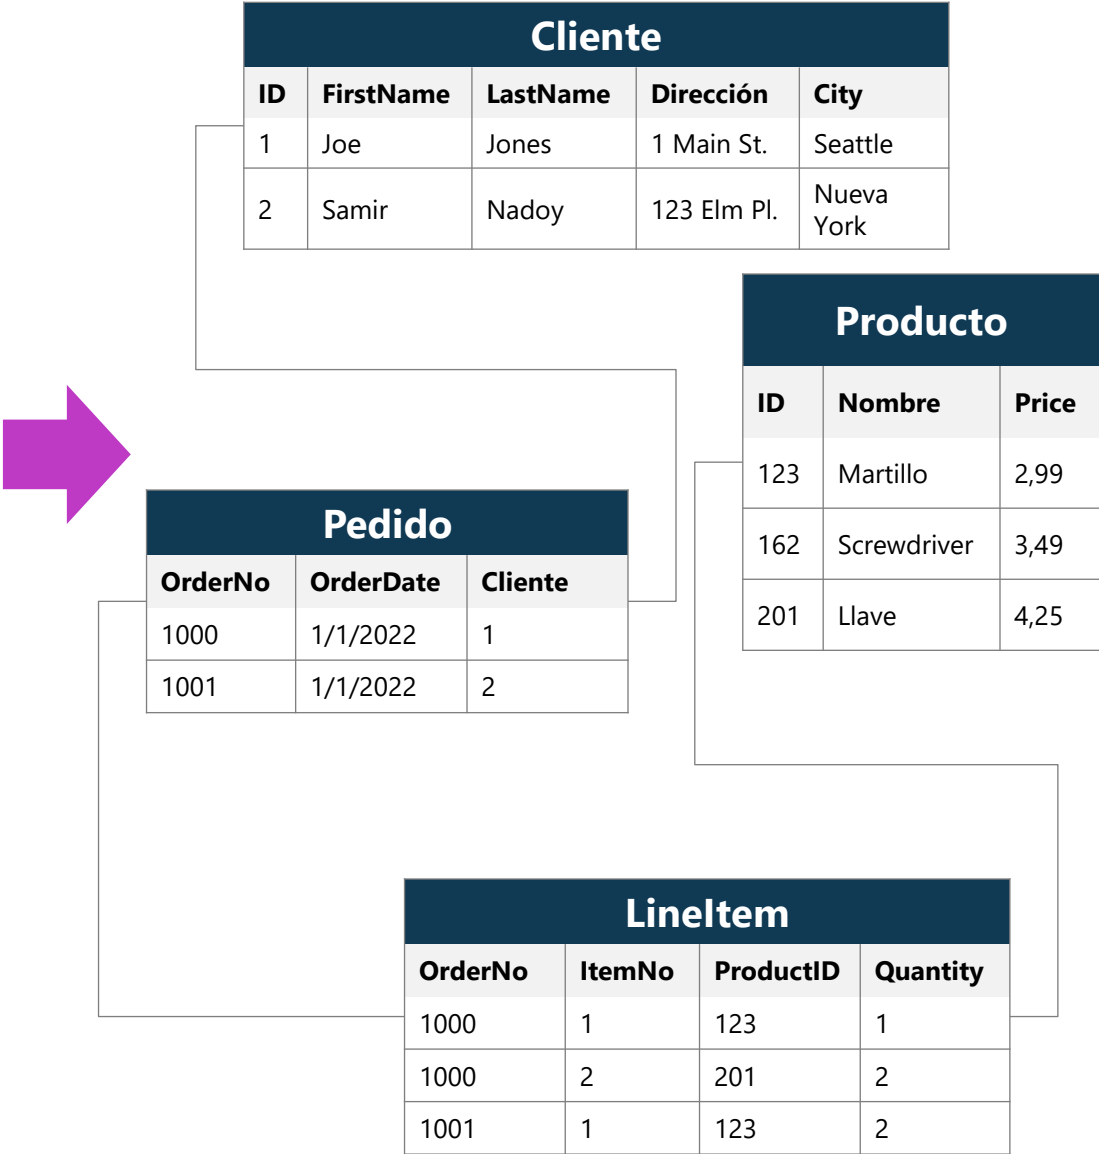 Cliente
ID FirstName LastName Dirección City
1 Joe Jones 1 Main St. Seattle
2 Samir Nadoy 123 Elm Pl. Nueva
York
Producto
ID Nombre Price
123 Martillo 2,99
162 Screwdriver 3,49
201 Llave 4,25
Pedido
OrderNo OrderDate Cliente
1000 1/1/2022 1
1001 1/1/2022 2
LineItem
OrderNo ItemNo ProductID Quantity
1000 1 123 1
1000 2 201 2
1001 1 123 2